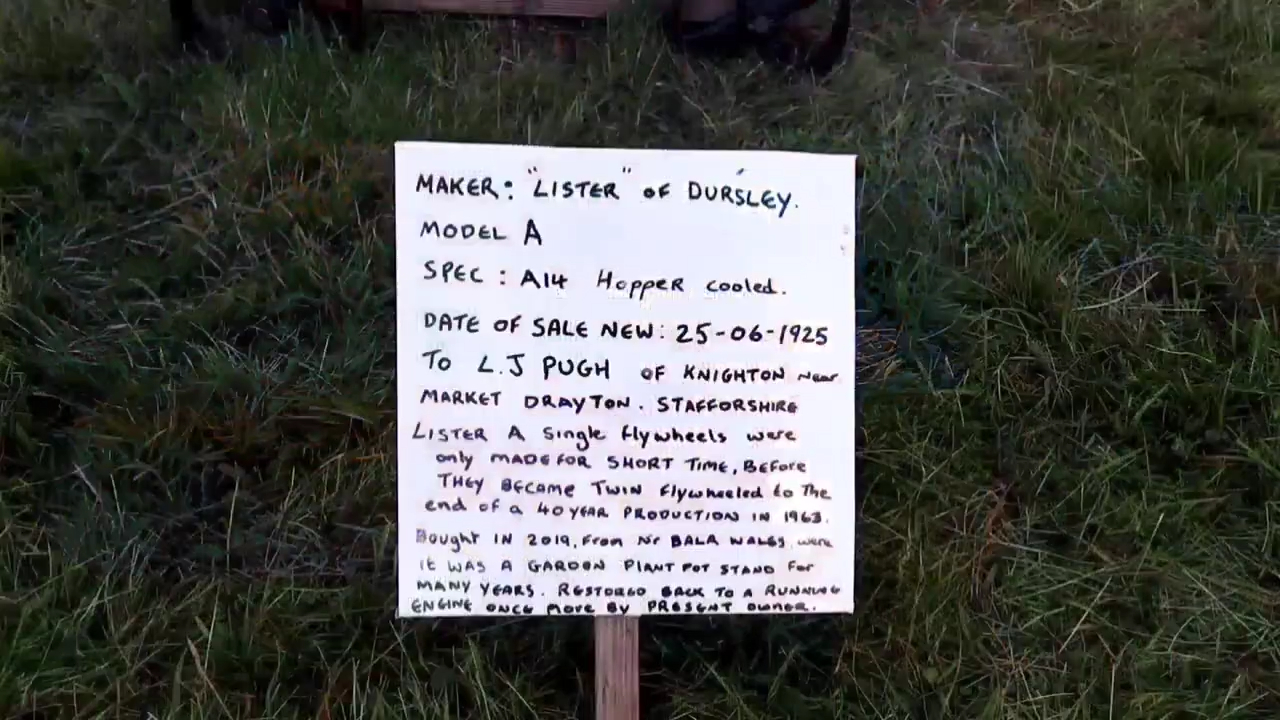 MAKER: "LISTER" OF DURSLEY.
MODEL A
SPEC: A14 Hopper cooled.
DATE OF SALE NEW: 25-06-1925
TO L.J PUGH OF KNIGHTON Near
MARKET DRAYTON. STAFFORSHIRE
LISTER A Single Flywheels were
only MADE FOR SHORT TIME, BEFORE
THEY BECAME TWIN Flywheeled to The
end of a 40 YEAR PRODUCTION IN 1963.
Bought IN 2019, From Nr BALA WALES, were
it WAS A GARDEN PLANT POT STAND For
MANY YEARS. RESTORED BACK TO A RUNNING
ENGINE ONCE More By PRESENT OWNER.